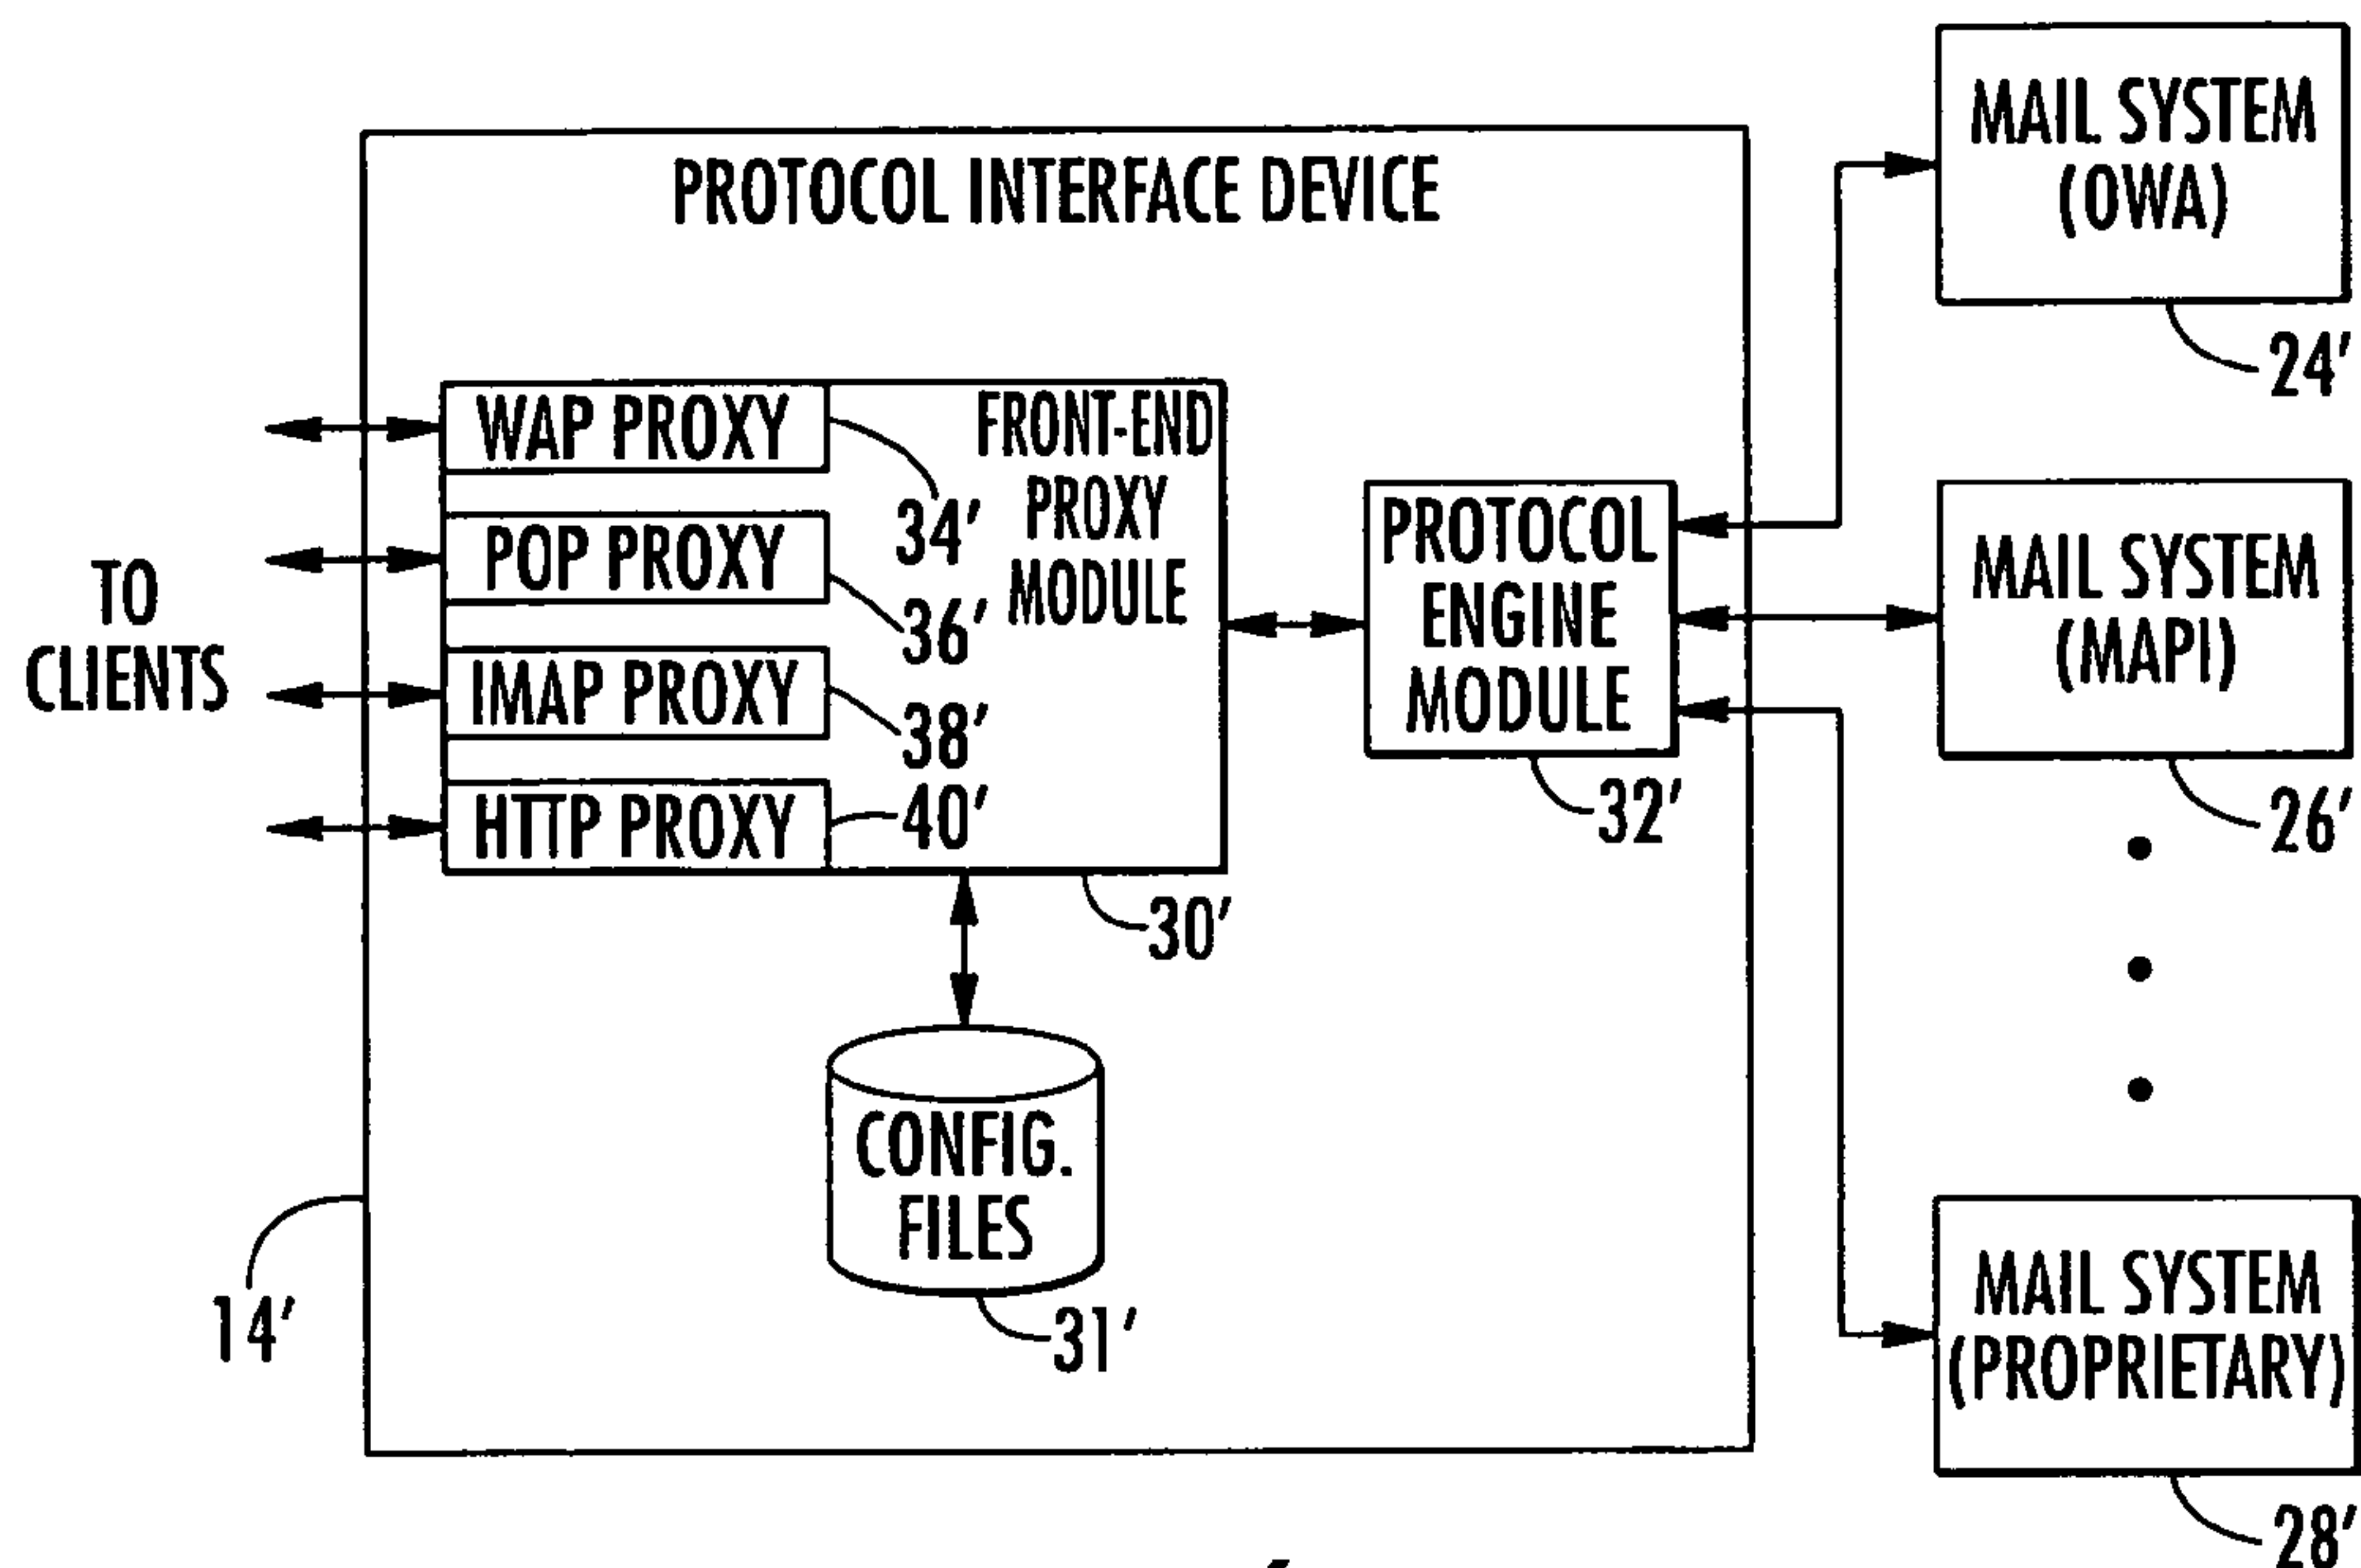 PROTOCOL INTERFACE DEVICE
TO
CLIENTS
WAP PROXY
POP PROXY
IMAP PROXY
HTTP PROXY
34'
36'
38'
40'
FRONT-END
PROXY
MODULE
30'
CONFIG.
FILES
31'
14'
PROTOCOL
ENGINE
MODULE
32'
MAIL SYSTEM
(OWA)
24'
MAIL SYSTEM
(MAPI)
26'
MAIL SYSTEM
(PROPRIETARY)
28'